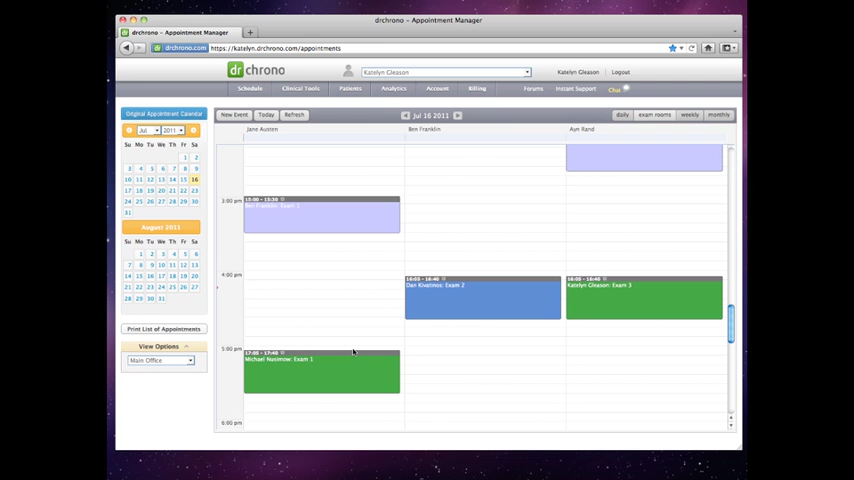 drchrono - Appointment Manager
drchrono - Appointment Manager
drchrono.com https://katelyn.drchrono.com/appointments
drchrono Katelyn Gleason Katelyn Gleason Logout
Schedule Clinical Tools Patients Analytics Account Billing Forums Instant Support Chat
Original Appointment Calendar New Event Today Refresh Jul 16 2011 daily exam rooms weekly monthly
Jul 2011
Jane Austen Ben Franklin Ayn Rand
Su Mo Tu We Th Fr Sa
1 2
3 4 5 6 7 8 9
10 11 12 13 14 15 16
17 18 19 20 21 22 23
24 25 26 27 28 29 30
31
August 2011
Su Mo Tu We Th Fr Sa
1 2 3 4 5 6
7 8 9 10 11 12 13
14 15 16 17 18 19 20
21 22 23 24 25 26 27
28 29 30 31
Print List of Appointments
View Options
Main Office
3:00 pm
15:00 - 15:30
Ben Franklin: Exam 1
4:00 pm
16:05 - 16:40
Dan Kivatinos: Exam 2
16:05 - 16:40
Katelyn Gleason: Exam 3
5:00 pm
17:05 - 17:40
Michael Nusimow: Exam 1
6:00 pm